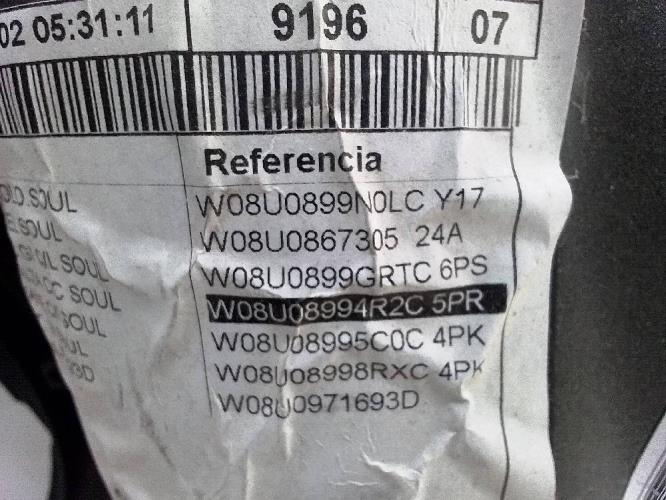 02 05:31:11 9196 07
Referencia
SOUL W08U0899N0LC Y17
SOUL W08U0867305 24A
SOUL W08U0899GRTC 6PS
SOUL W08U08994R2C 5PR
SOUL W08U08995C0C 4PK
W08U08998RXC 4PK
W08U0971693D